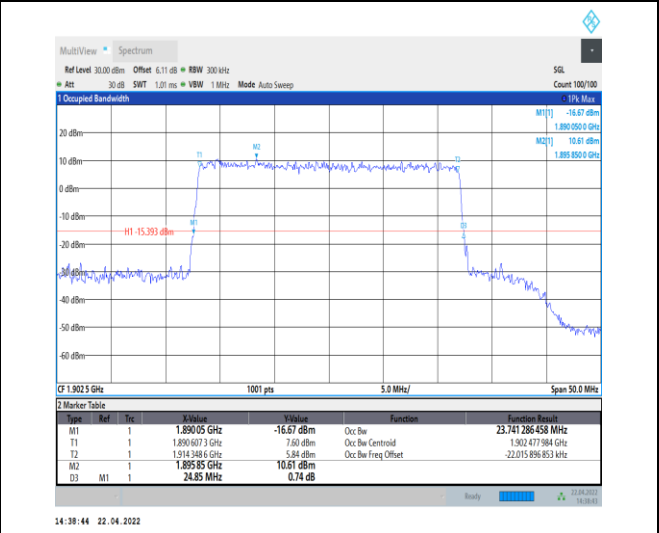 MultiView Spectrum
Ref Level 30.00 dBm Offset 6.11 dB RBW 300 kHz SGL
Att 30 dB SWT 1.01 ms VBW 1 MHz Mode Auto Sweep Count 100/100
1 Occupied Bandwidth 1Pk Max
M1[1] -16.67 dBm
1.890 050 0 GHz
M2[1] 10.61 dBm
1.895 850 0 GHz
20 dBm
M2
T1
T2
10 dBm
0 dBm
-10 dBm
M1
D3
H1 -15.393 dBm
-20 dBm
-30 dBm
-40 dBm
-50 dBm
-60 dBm
CF 1.902 5 GHz 1001 pts 5.0 MHz/ Span 50.0 MHz
2 Marker Table
Type Ref Trc X-Value Y-Value Function Function Result
M1 1 1.890 05 GHz -16.67 dBm Occ Bw 23.741 286 458 MHz
T1 1 1.890 607 3 GHz 7.60 dBm Occ Bw Centroid 1.902 477 984 GHz
T2 1 1.914 348 6 GHz 5.84 dBm Occ Bw Freq Offset -22.015 896 853 kHz
M2 1 1.895 85 GHz 10.61 dBm
D3 M1 1 24.85 MHz 0.74 dB
Ready 22.04.2022
14:38:43
14:38:44 22.04.2022